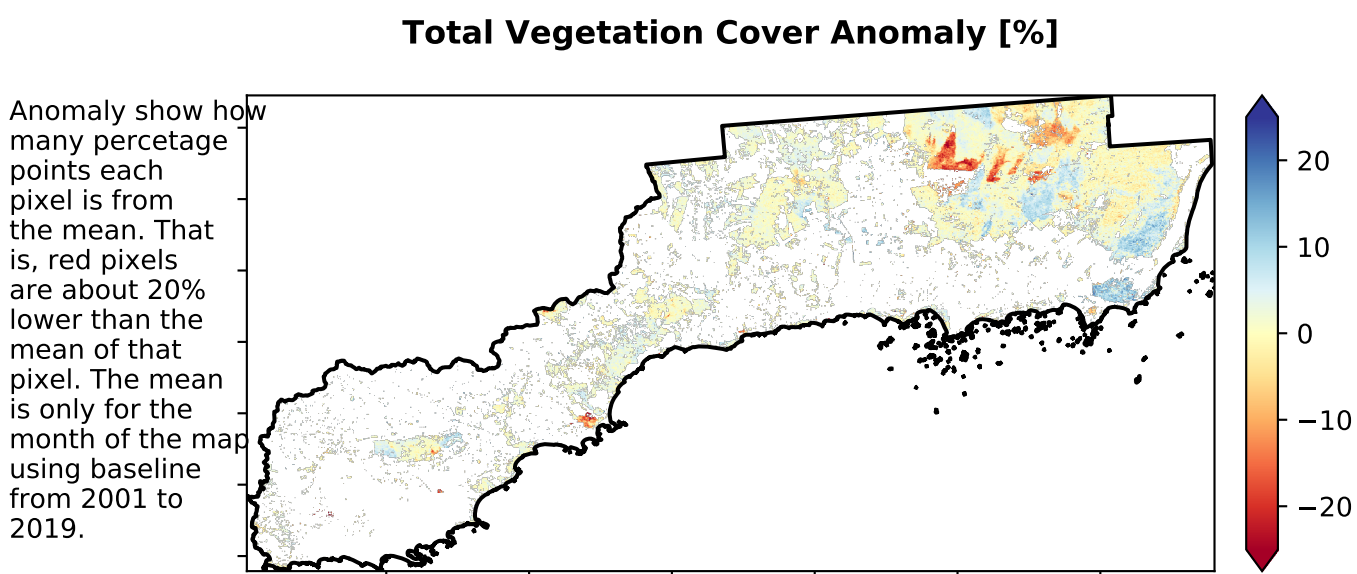 Total Vegetation Cover Anomaly [%]
Anomaly show how
many percetage
points each
pixel is from
the mean. That
is, red pixels
are about 20%
lower than the
mean of that
pixel. The mean
is only for the
month of the map
using baseline
from 2001 to
2019.
20
10
0
−10
−20